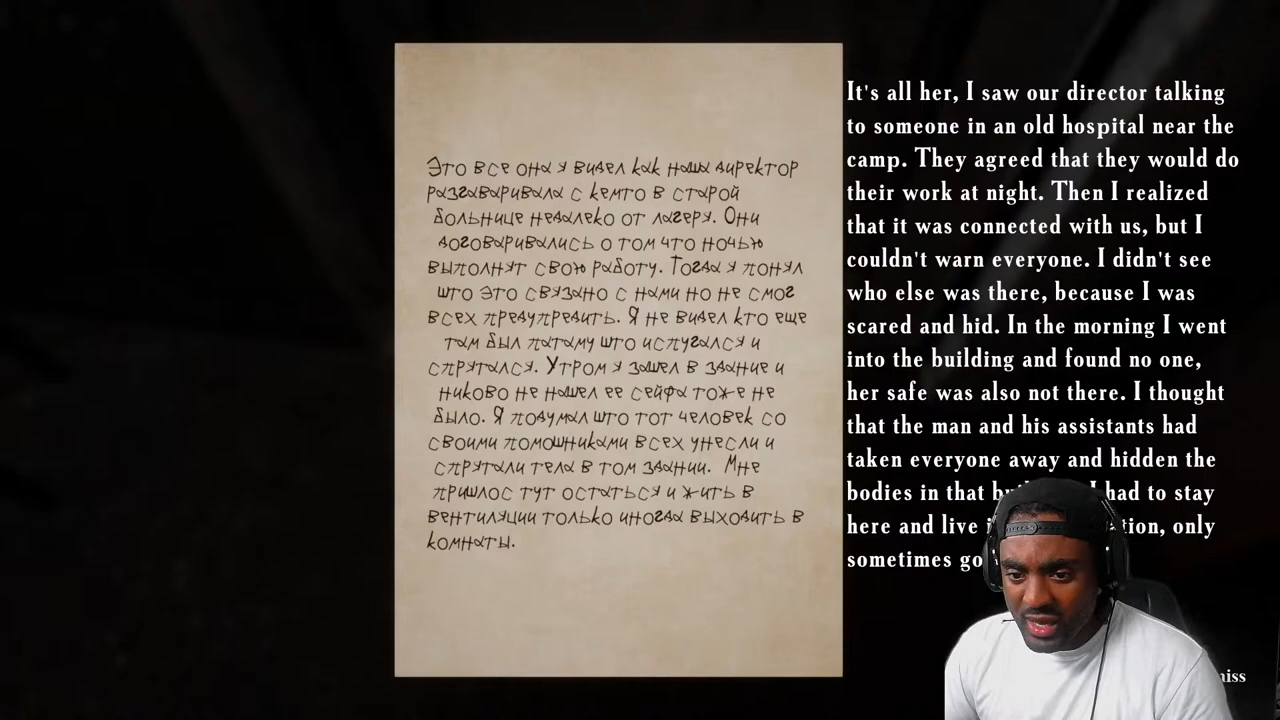 Это все она я видел как наша директор
разгаваривала с кемто в старой
больнице недалеко от лагеря. Они
договаривались о том что ночью
выполнят свою работу. Тогда я понял
што это связано с нами но не смог
всех предупредить. Я не видел кто еще
там был патаму што испугался и
спрятался. Утром я зашел в здание и
никово не нашел ее сейфа тоже не
было. Я подумал што тот человек со
своими помошниками всех унесли и
спрятали тела в том здании. Мне
пришлос тут остаться и жить в
вентиляции только иногда выходить в
комнаты.
It's all her, I saw our director talking
to someone in an old hospital near the
camp. They agreed that they would do
their work at night. Then I realized
that it was connected with us, but I
couldn't warn everyone. I didn't see
who else was there, because I was
scared and hid. In the morning I went
into the building and found no one,
her safe was also not there. I thought
that the man and his assistants had
taken everyone away and hidden the
bodies in that I had to stay
here and live only
sometimes